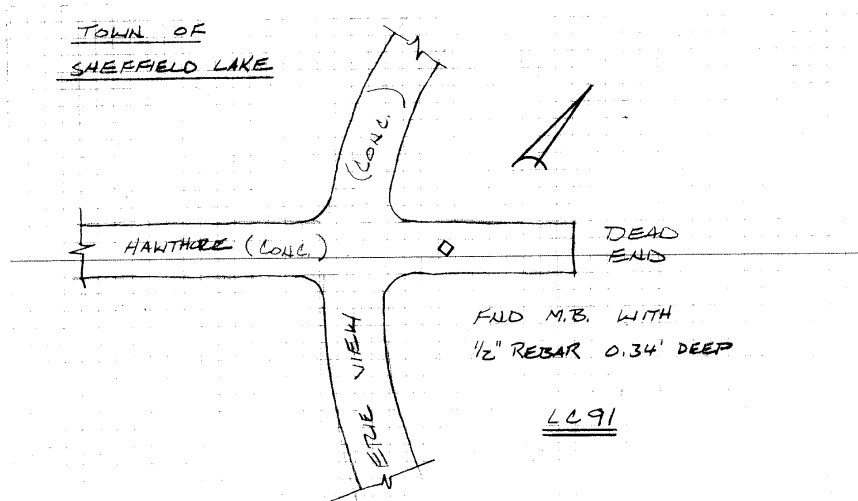 TOWN OF
SHEFFIELD LAKE
(CONC.)
HAWTHORE (CONC.)
DEAD
END
FND M.B. WITH
1/2" REBAR 0.34' DEEP
ERIE VIEW
LC91